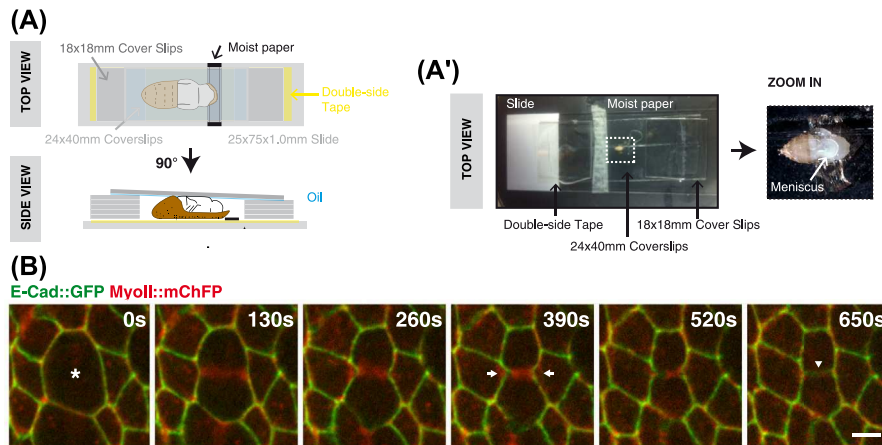 (A)
TOP VIEW
18x18mm Cover Slips
Moist paper
Double-side
Tape
24x40mm Coverslips
25x75x1.0mm Slide
90°
SIDE VIEW
Oil
(A')
TOP VIEW
Slide
Moist paper
ZOOM IN
Meniscus
Double-side Tape
18x18mm Cover Slips
24x40mm Coverslips
(B)
E-Cad::GFP MyoII::mChFP
0s
130s
260s
390s
520s
650s
*